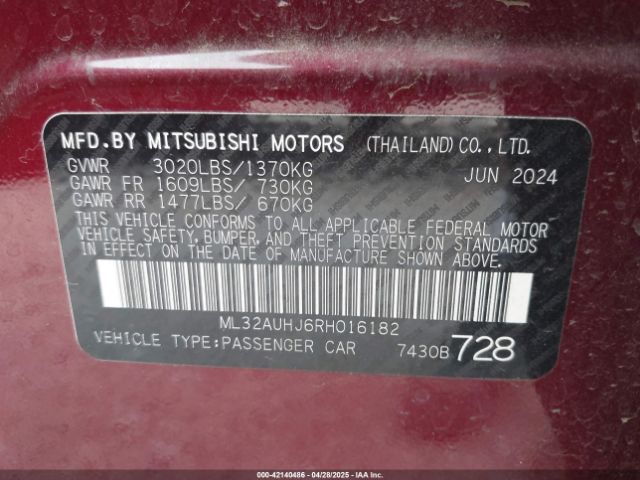 MFD.BY MITSUBISHI MOTORS (THAILAND) CO., LTD.
GVWR 3020LBS/1370KG JUN 2024
GAWR FR 1609LBS/ 730KG
GAWR RR 1477LBS/ 670KG
THIS VEHICLE CONFORMS TO ALL APPLICABLE FEDERAL MOTOR
VEHICLE SAFETY, BUMPER, AND THEFT PREVENTION STANDARDS
IN EFFECT ON THE DATE OF MANUFACTURE SHOWN ABOVE.
ML32AUHJ6RH016182
VEHICLE TYPE:PASSENGER CAR 7430B 728
000-42140486 - 04/28/2025 - IAAI.COM